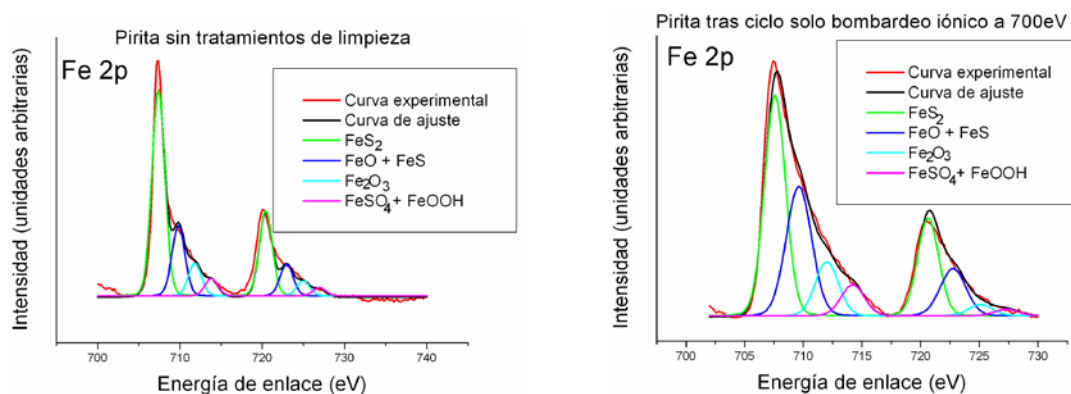 Pirita sin tratamientos de limpieza
Fe 2p
Curva experimental
Curva de ajuste
FeS₂
FeO + FeS
Fe₂O₃
FeSO₄+ FeOOH
Intensidad (unidades arbitrarias)
700 710 720 730 740
Energía de enlace (eV)
Pirita tras ciclo solo bombardeo iónico a 700eV
Fe 2p
Curva experimental
Curva de ajuste
FeS₂
FeO + FeS
Fe₂O₃
FeSO₄+ FeOOH
Intensidad (unidades arbitrarias)
700 705 710 715 720 725 730
Energía de enlace (eV)